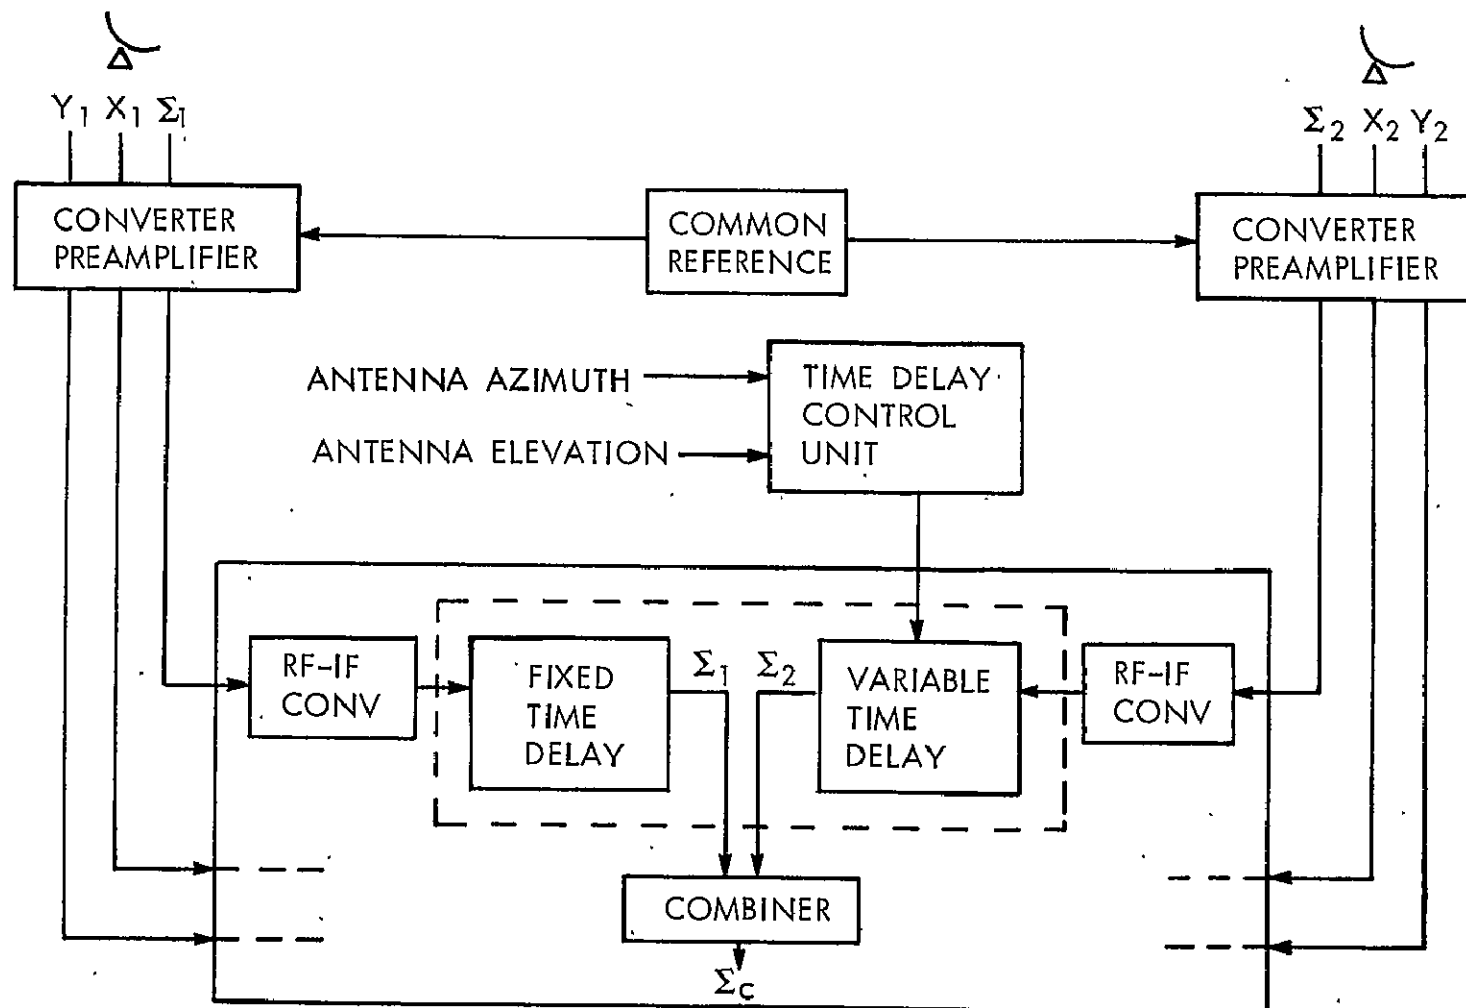 Y1 X1 Σ1
Σ2 X2 Y2
CONVERTER
PREAMPLIFIER
COMMON
REFERENCE
CONVERTER
PREAMPLIFIER
ANTENNA AZIMUTH
ANTENNA ELEVATION
TIME DELAY
CONTROL
UNIT
RF-IF
CONV
FIXED
TIME
DELAY
Σ1
Σ2
VARIABLE
TIME
DELAY
RF-IF
CONV
COMBINER
Σc